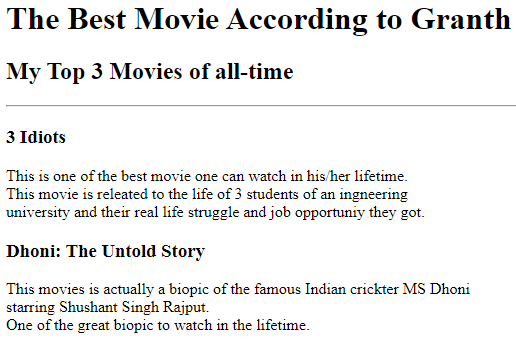 The Best Movie According to Granth
My Top 3 Movies of all-time
3 Idiots
This is one of the best movie one can watch in his/her lifetime.
This movie is releated to the life of 3 students of an ingneering
university and their real life struggle and job opportuniy they got.
Dhoni: The Untold Story
This movies is actually a biopic of the famous Indian crickter MS Dhoni
starring Shushant Singh Rajput.
One of the great biopic to watch in the lifetime.